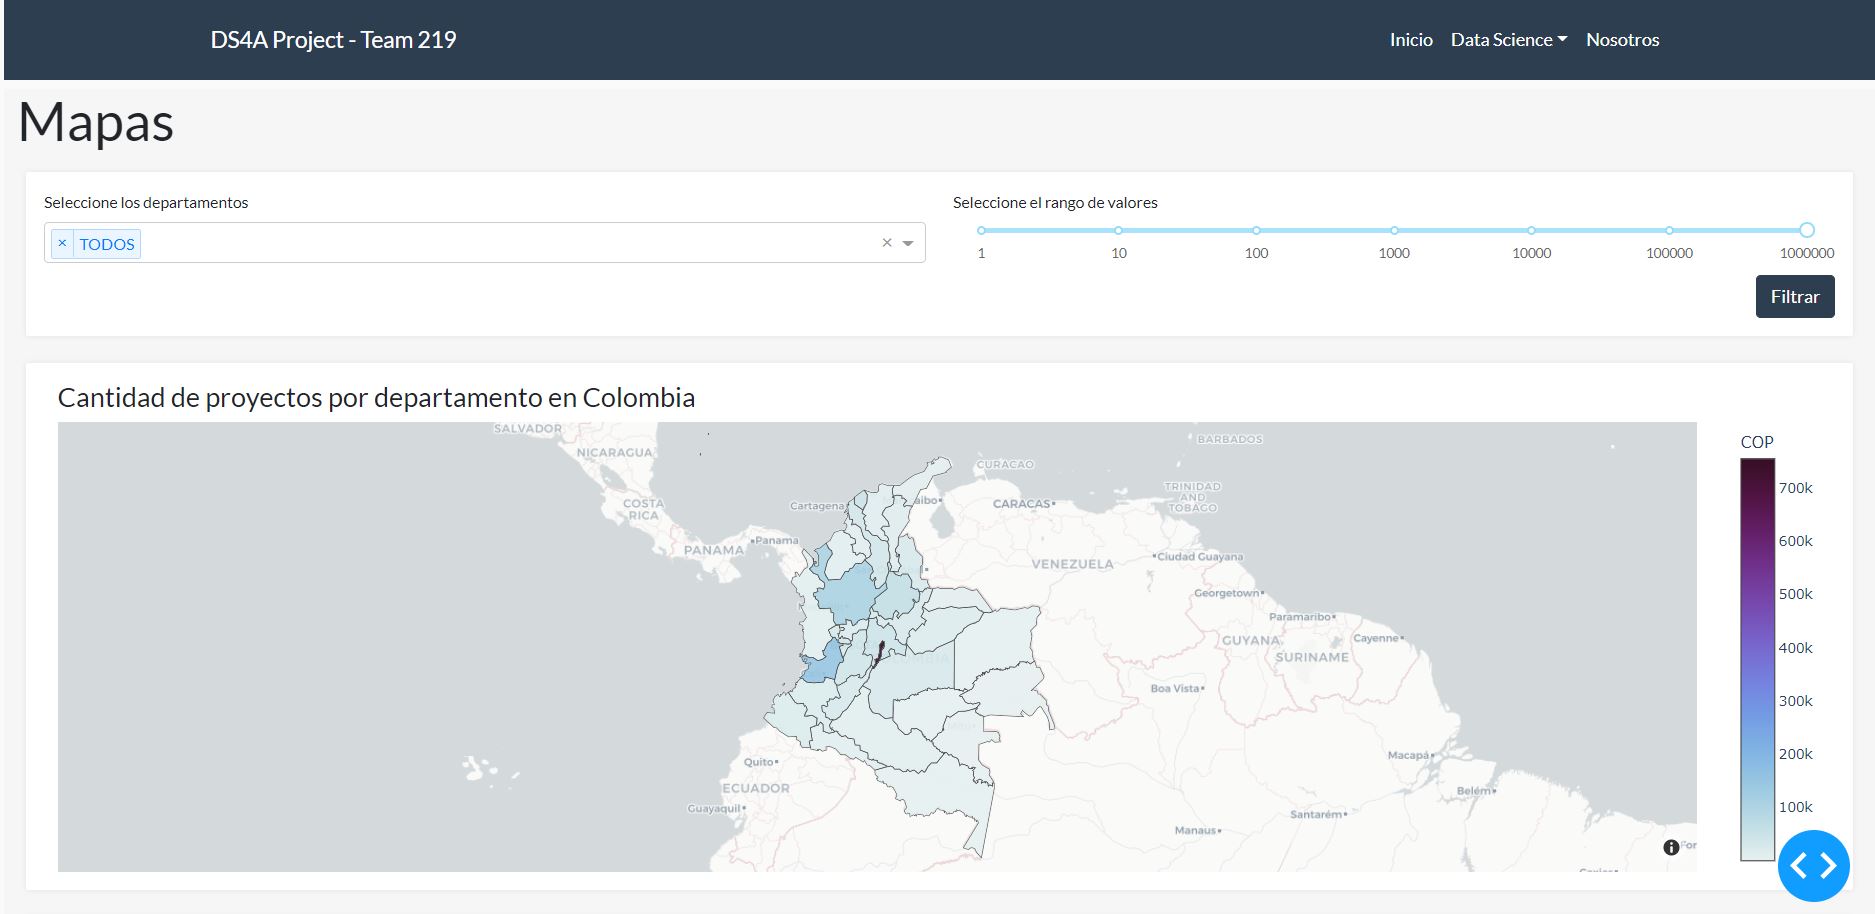 DS4A Project - Team 219
Inicio Data Science Nosotros
Mapas
Seleccione los departamentos
× TODOS
Seleccione el rango de valores
1 10 100 1000 10000 100000 1000000
Filtrar
Cantidad de proyectos por departamento en Colombia
SALVADOR
NICARAGUA
COSTA
RICA
PANAMA
Panama
Cartagena
aibo
CURACAO
BARBADOS
CARACAS
TRINIDAD
AND
TOBAGO
VENEZUELA
Ciudad Guayana
Georgetown
Paramaribo
GUYANA
Cayenne
SURINAME
Boa Vista
Quito
ECUADOR
Guayaquil
Macapá
Belém
Santarém
Manaus
For
COP
700k
600k
500k
400k
300k
200k
100k